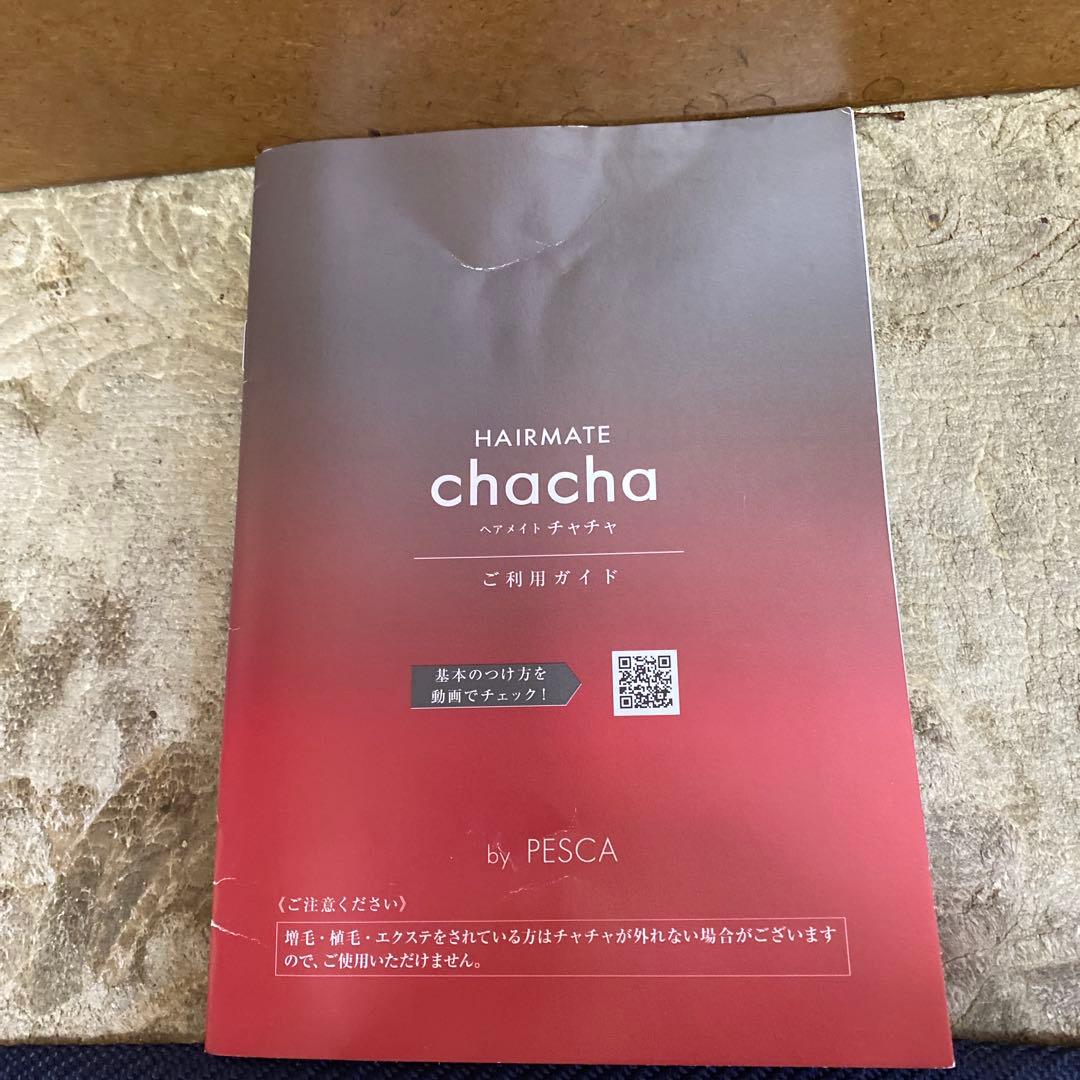 HAIRMATE
chacha
ヘアメイト チャチャ
ご利用ガイド
基本のつけ方を
動画でチェック!
by PESCA
《ご注意ください》
増毛・植毛・エクステをされている方はチャチャが外れない場合がございます
ので、ご使用いただけません。